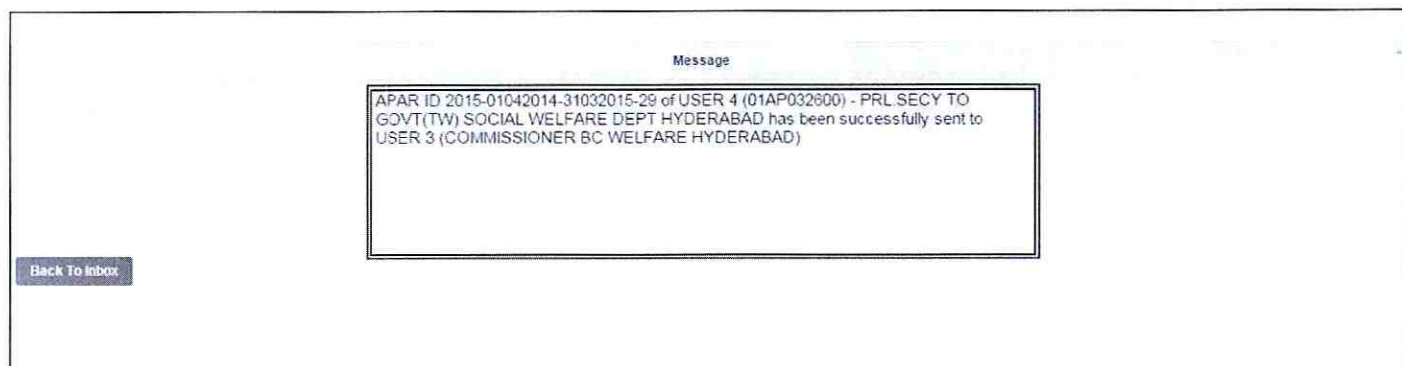 Message
APAR ID 2015-01042014-31032015-29 of USER 4 (01AP032600) - PRL.SECY TO
GOVT(TW) SOCIAL WELFARE DEPT HYDERABAD has been successfully sent to
USER 3 (COMMISSIONER BC WELFARE HYDERABAD)
Back To Inbox